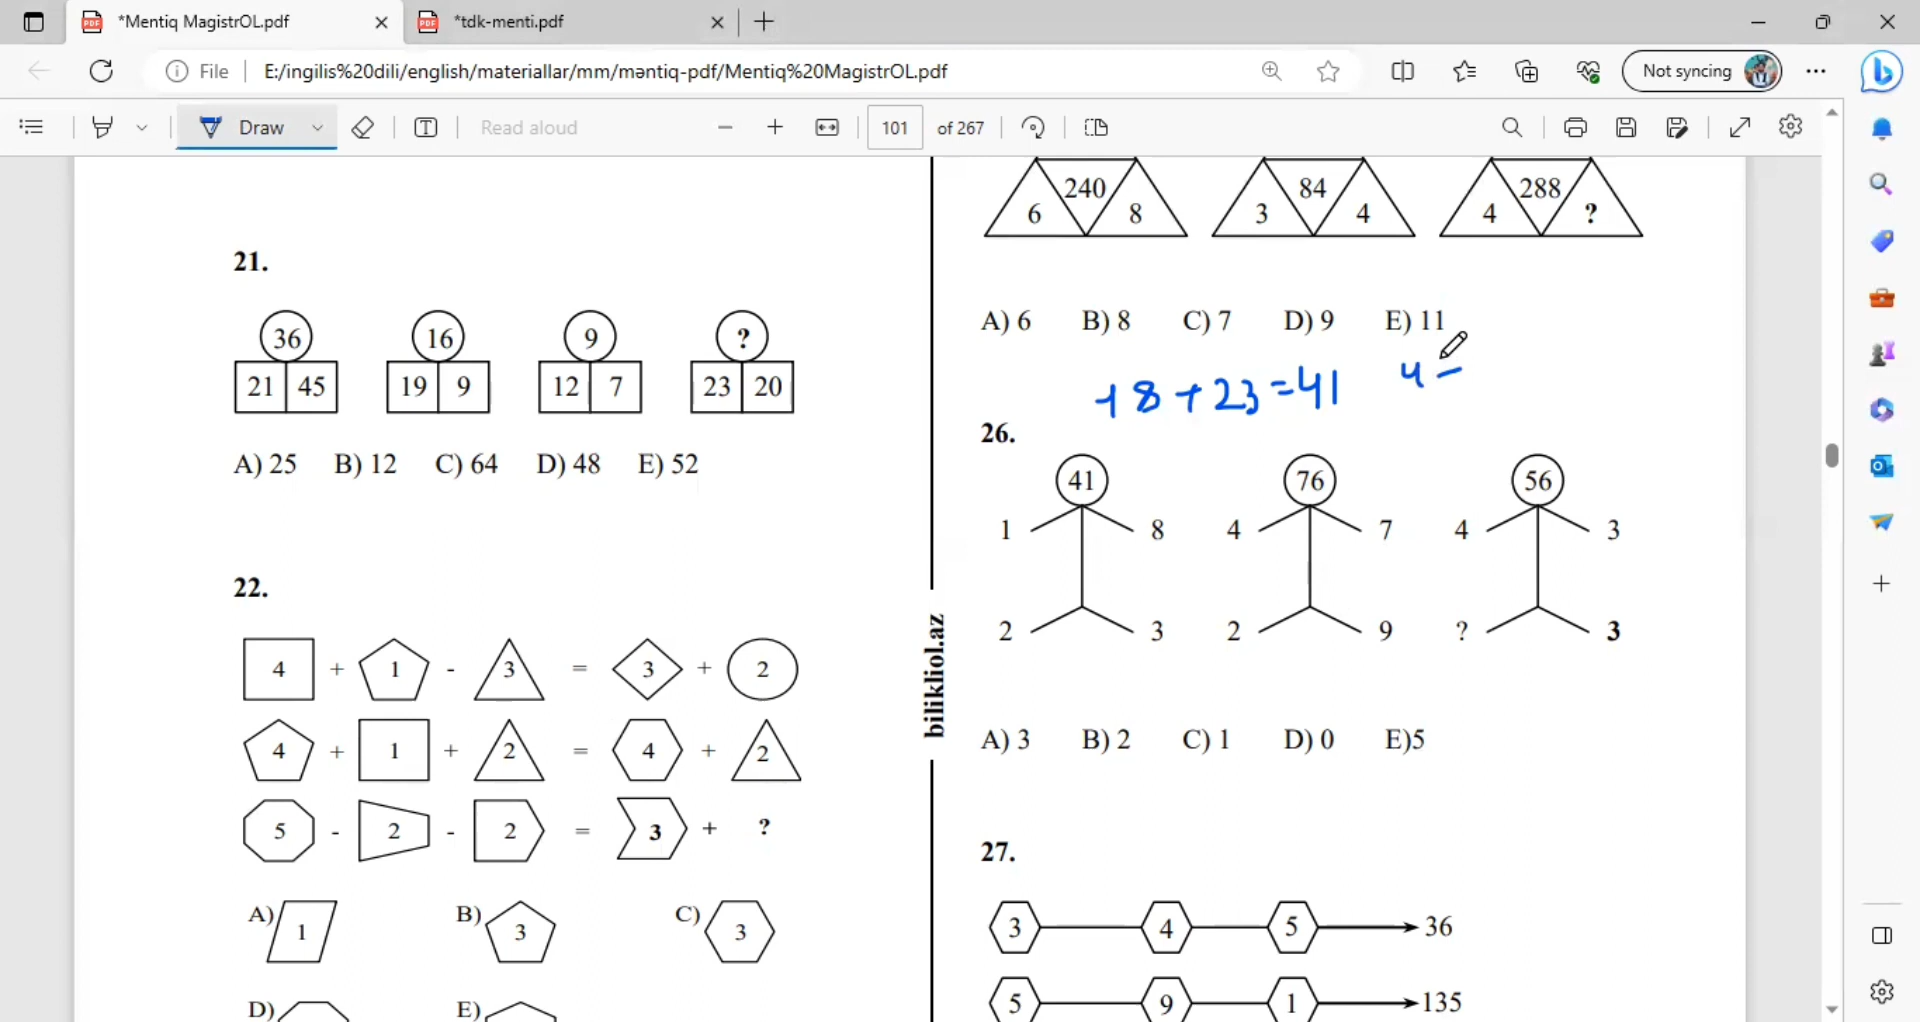 *Mentiq MagistrOL.pdf
*tdk-menti.pdf
File
E:/ingilis%20dili/english/materiallar/mm/məntiq-pdf/Mentiq%20MagistrOL.pdf
Not syncing
Draw
Read aloud
101 of 267
21.
36 16 9 ?
21 45 19 9 12 7 23 20
A) 25 B) 12 C) 64 D) 48 E) 52
22.
4 + 1 - 3 = 3 + 2
4 + 1 + 2 = 4 + 2
5 - 2 - 2 = 3 + ?
A) 1 B) 3 C) 3
D) E)
bilikliol.az
240 84 288
6 8 3 4 4 ?
A) 6 B) 8 C) 7 D) 9 E) 11
18+23=41 4
26.
41 76 56
1 8 4 7 4 3
2 3 2 9 ? 3
A) 3 B) 2 C) 1 D) 0 E)5
27.
3 4 5 36
5 9 1 135